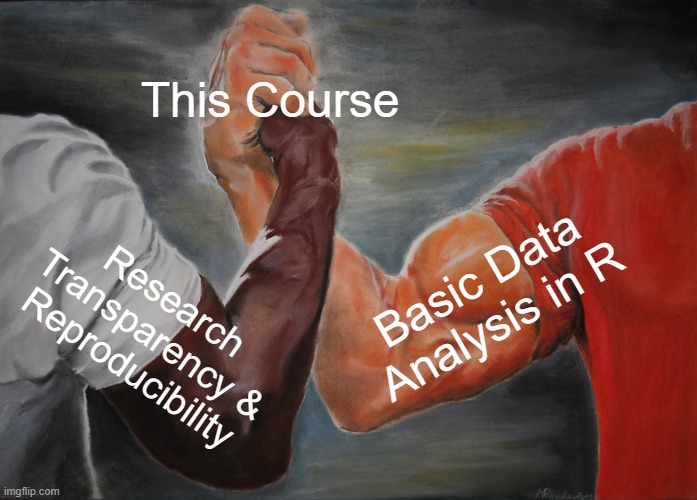 This Course
Research
Transparency &
Reproducibility
Basic Data
Analysis in R
imgflip.com